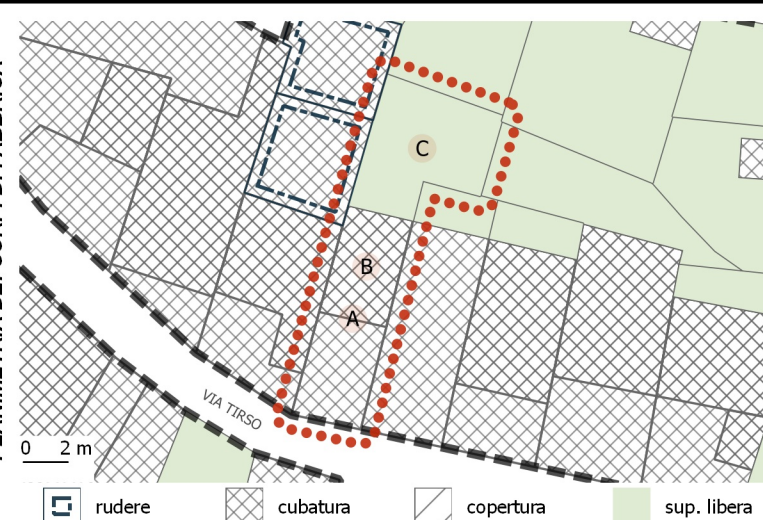 C
B
A
VIA TIRSO
0 2 m
rudere
cubatura
copertura
sup. libera